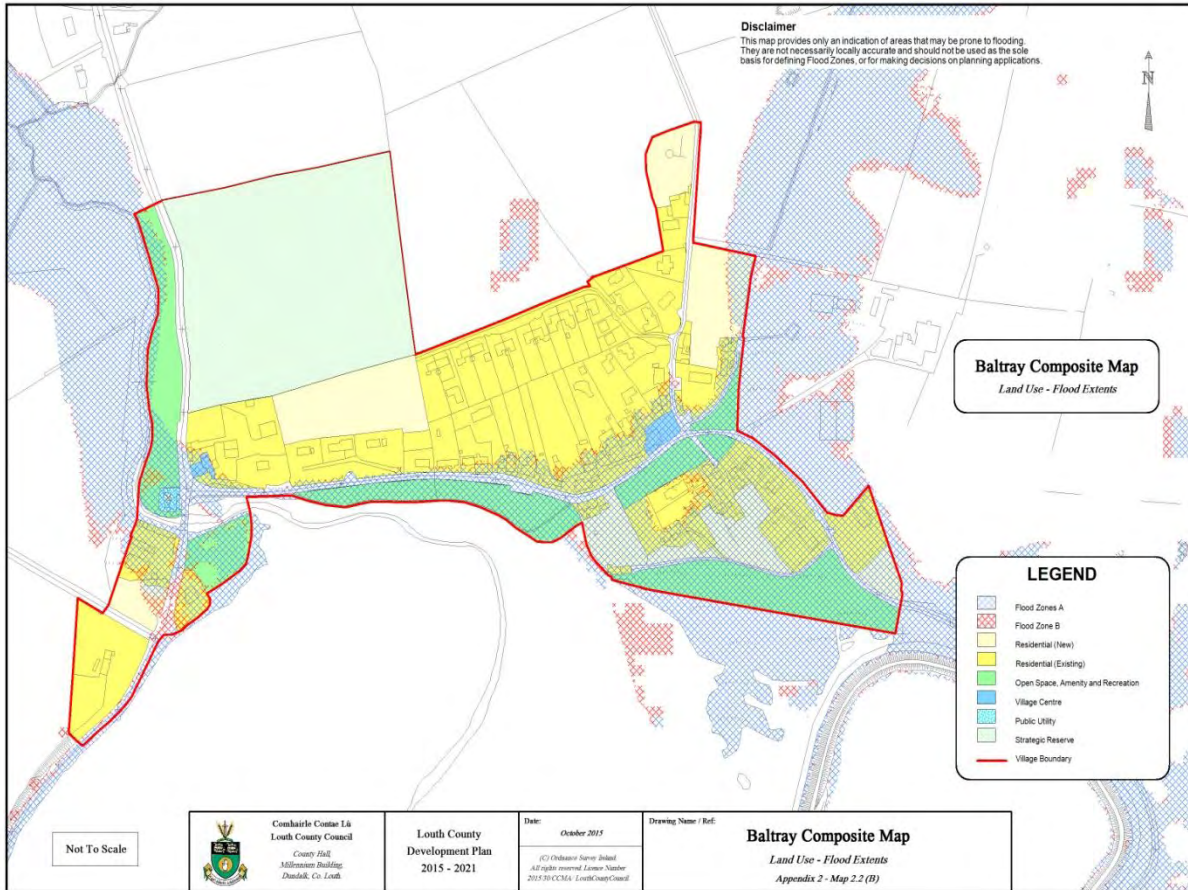 Disclaimer
This map provides only an indication of areas that may be prone to flooding.
They are not necessarily locally accurate and should not be used as the sole
basis for defining Flood Zones, or for making decisions on planning applications.
N
Baltray Composite Map
Land Use - Flood Extents
LEGEND
Flood Zones A
Flood Zone B
Residential (New)
Residential (Existing)
Open Space, Amenity and Recreation
Village Centre
Public Utility
Strategic Reserve
Village Boundary
Not To Scale
Comhairle Contae Lú
Louth County Council
County Hall,
Millennium Building,
Dundalk, Co. Louth
Louth County
Development Plan
2015 - 2021
Date:
October 2015
(C) Ordnance Survey Ireland.
All rights reserved. Licence Number
2015/30 CCMA / LouthCountyCouncil
Drawing Name / Ref:
Baltray Composite Map
Land Use - Flood Extents
Appendix 2 - Map 2.2 (B)